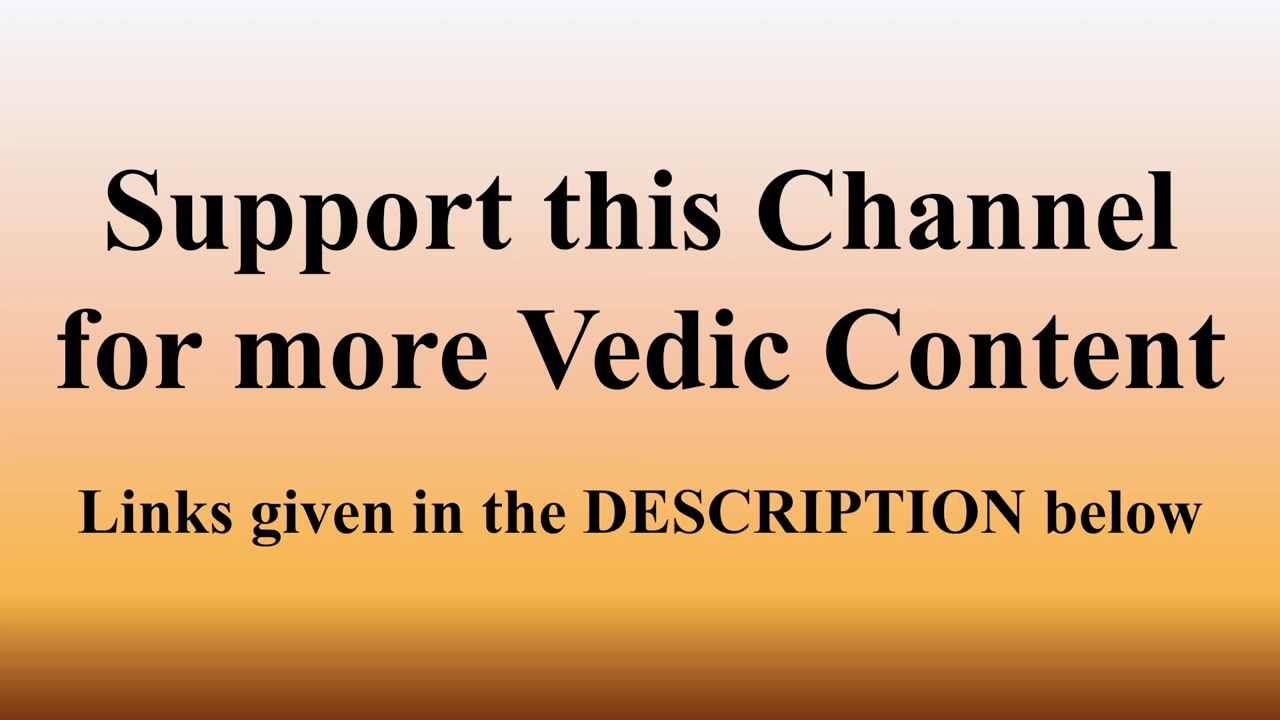 Support this Channel
for more Vedic Content
Links given in the DESCRIPTION below